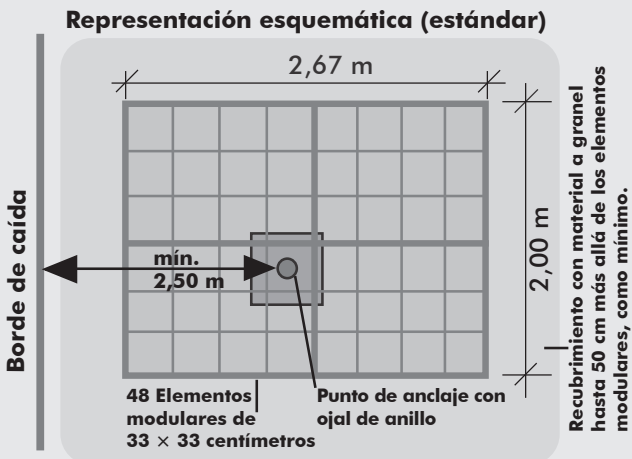 Representación esquemática (estándar)
2,67 m
Borde de caída
mín.
2,50 m
2,00 m
Recubrimiento con material a granel
hasta 50 cm más allá de los elementos
modulares, como mínimo.
48 Elementos
modulares de
33 × 33 centímetros
Punto de anclaje con
ojal de anillo